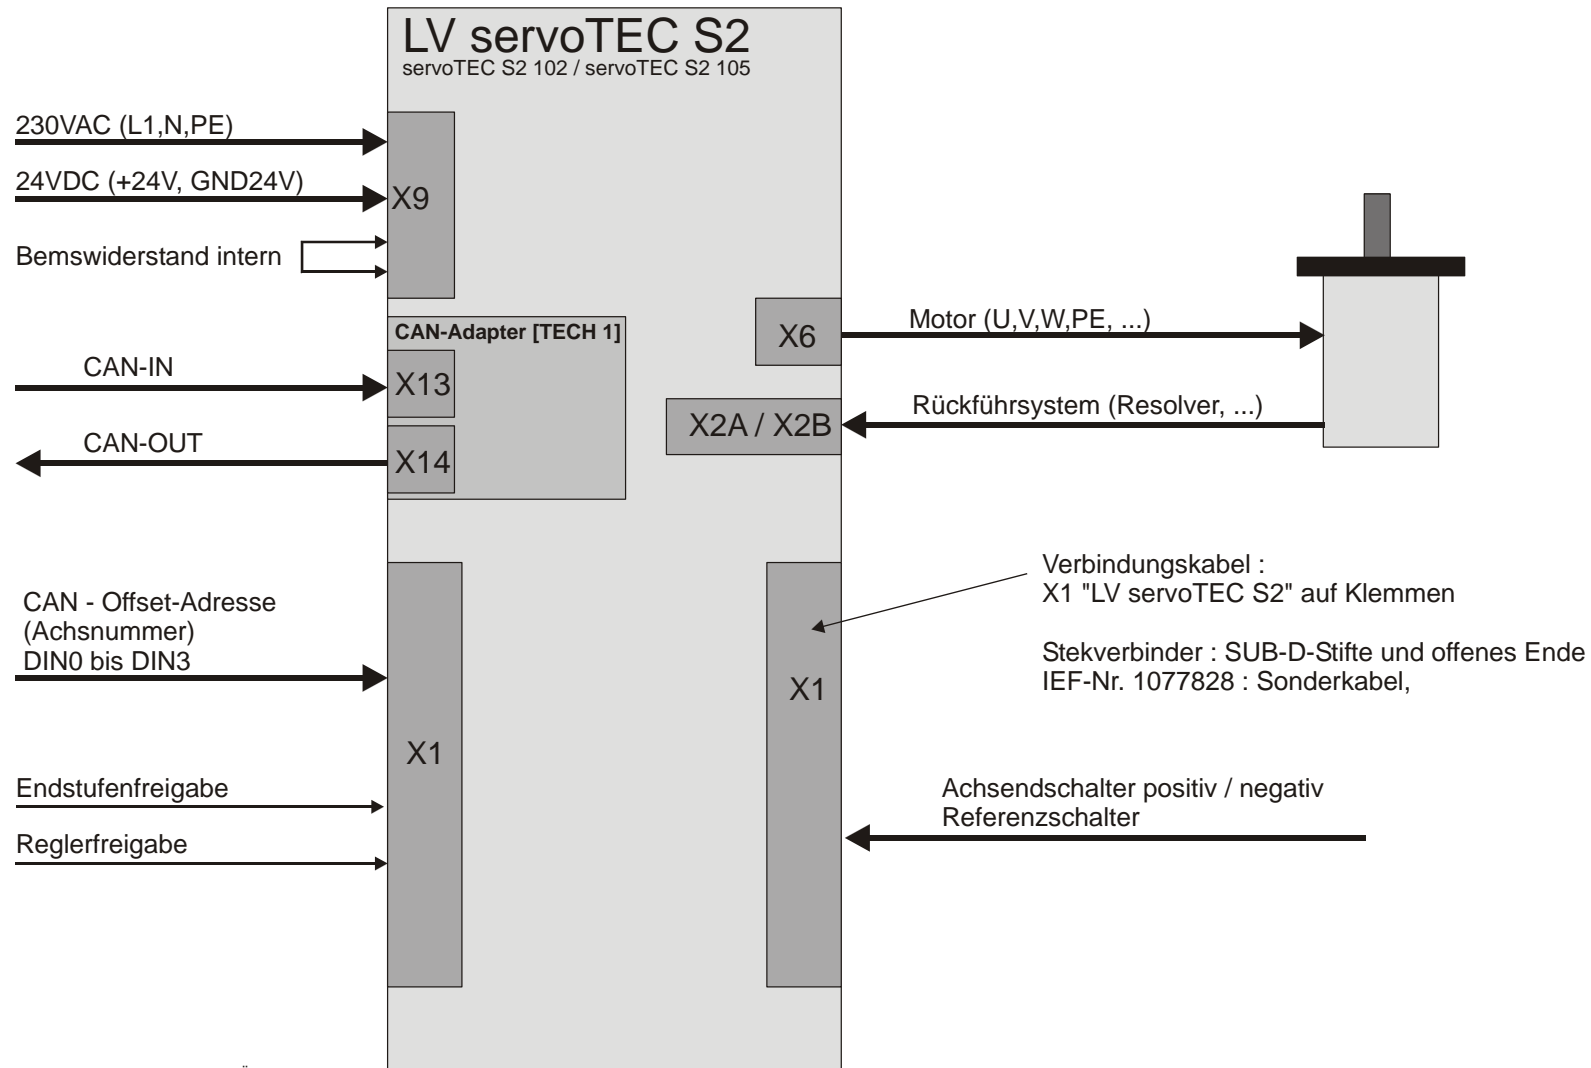 LV servoTEC S2
servoTEC S2 102 / servoTEC S2 105
230VAC (L1,N,PE)
24VDC (+24V, GND24V)
X9
Bemswiderstand intern
CAN-Adapter [TECH 1]
CAN-IN
X13
CAN-OUT
X14
X6
Motor (U,V,W,PE, ...)
X2A / X2B
Rückführsystem (Resolver, ...)
CAN - Offset-Adresse
(Achsnummer)
DIN0 bis DIN3
X1
Endstufenfreigabe
Reglerfreigabe
Verbindungskabel :
X1 "LV servoTEC S2" auf Klemmen
Stekverbinder : SUB-D-Stifte und offenes Ende
IEF-Nr. 1077828 : Sonderkabel,
X1
Achsendschalter positiv / negativ
Referenzschalter